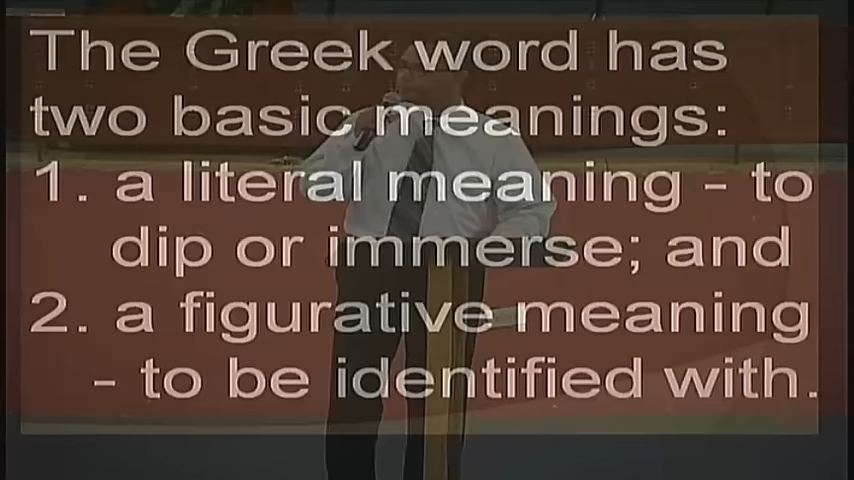 The Greek word has
two basic meanings:
1. a literal meaning - to
dip or immerse; and
2. a figurative meaning
- to be identified with.